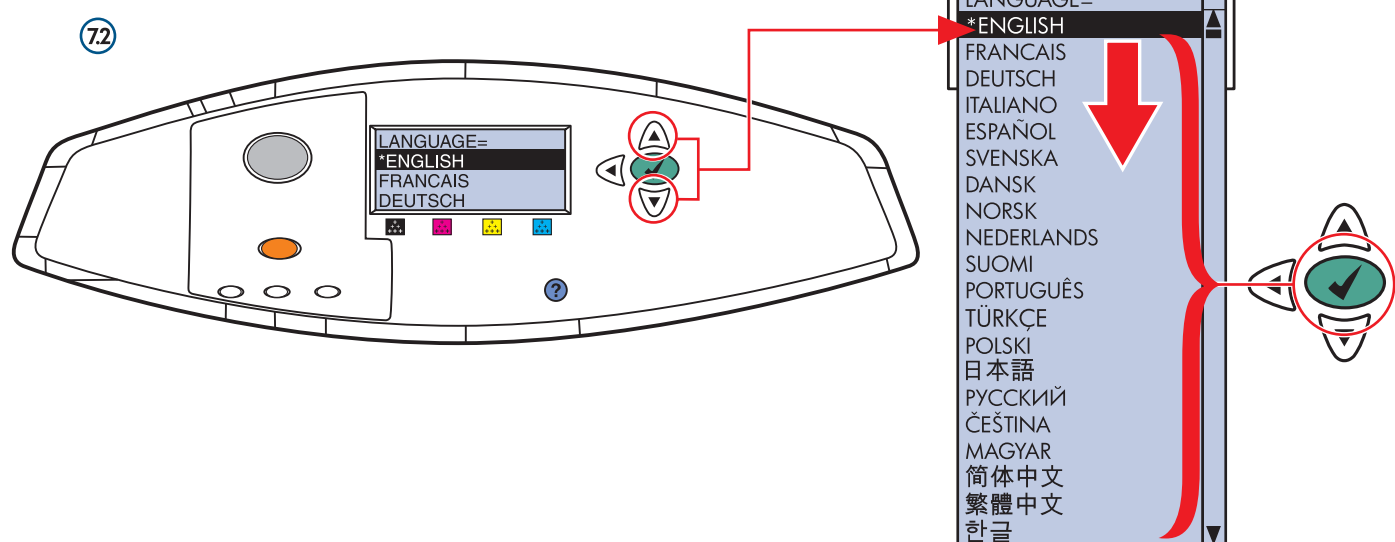 7.2
LANGUAGE=
*ENGLISH
FRANCAIS
DEUTSCH
?
LANGUAGE=
*ENGLISH
FRANCAIS
DEUTSCH
ITALIANO
ESPAÑOL
SVENSKA
DANSK
NORSK
NEDERLANDS
SUOMI
PORTUGUÊS
TÜRKÇE
POLSKI
日本語
РУССКИЙ
ČEŠTINA
MAGYAR
简体中文
繁體中文
한글